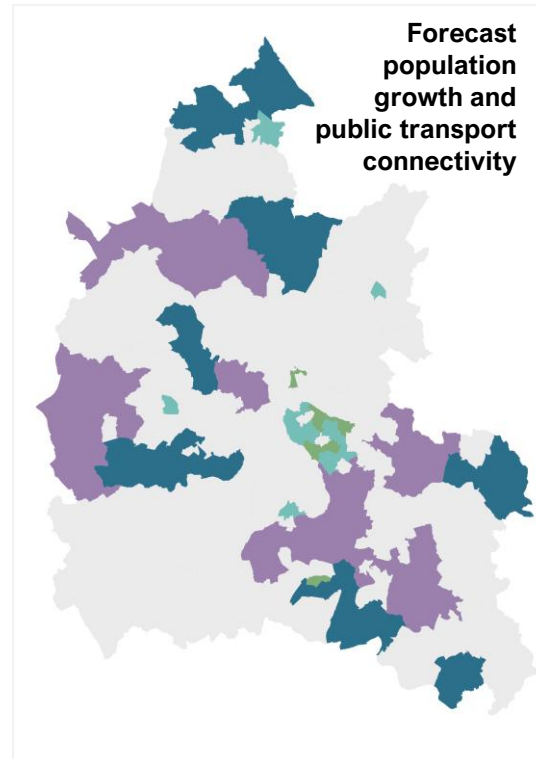 Forecast
population
growth and
public transport
connectivity